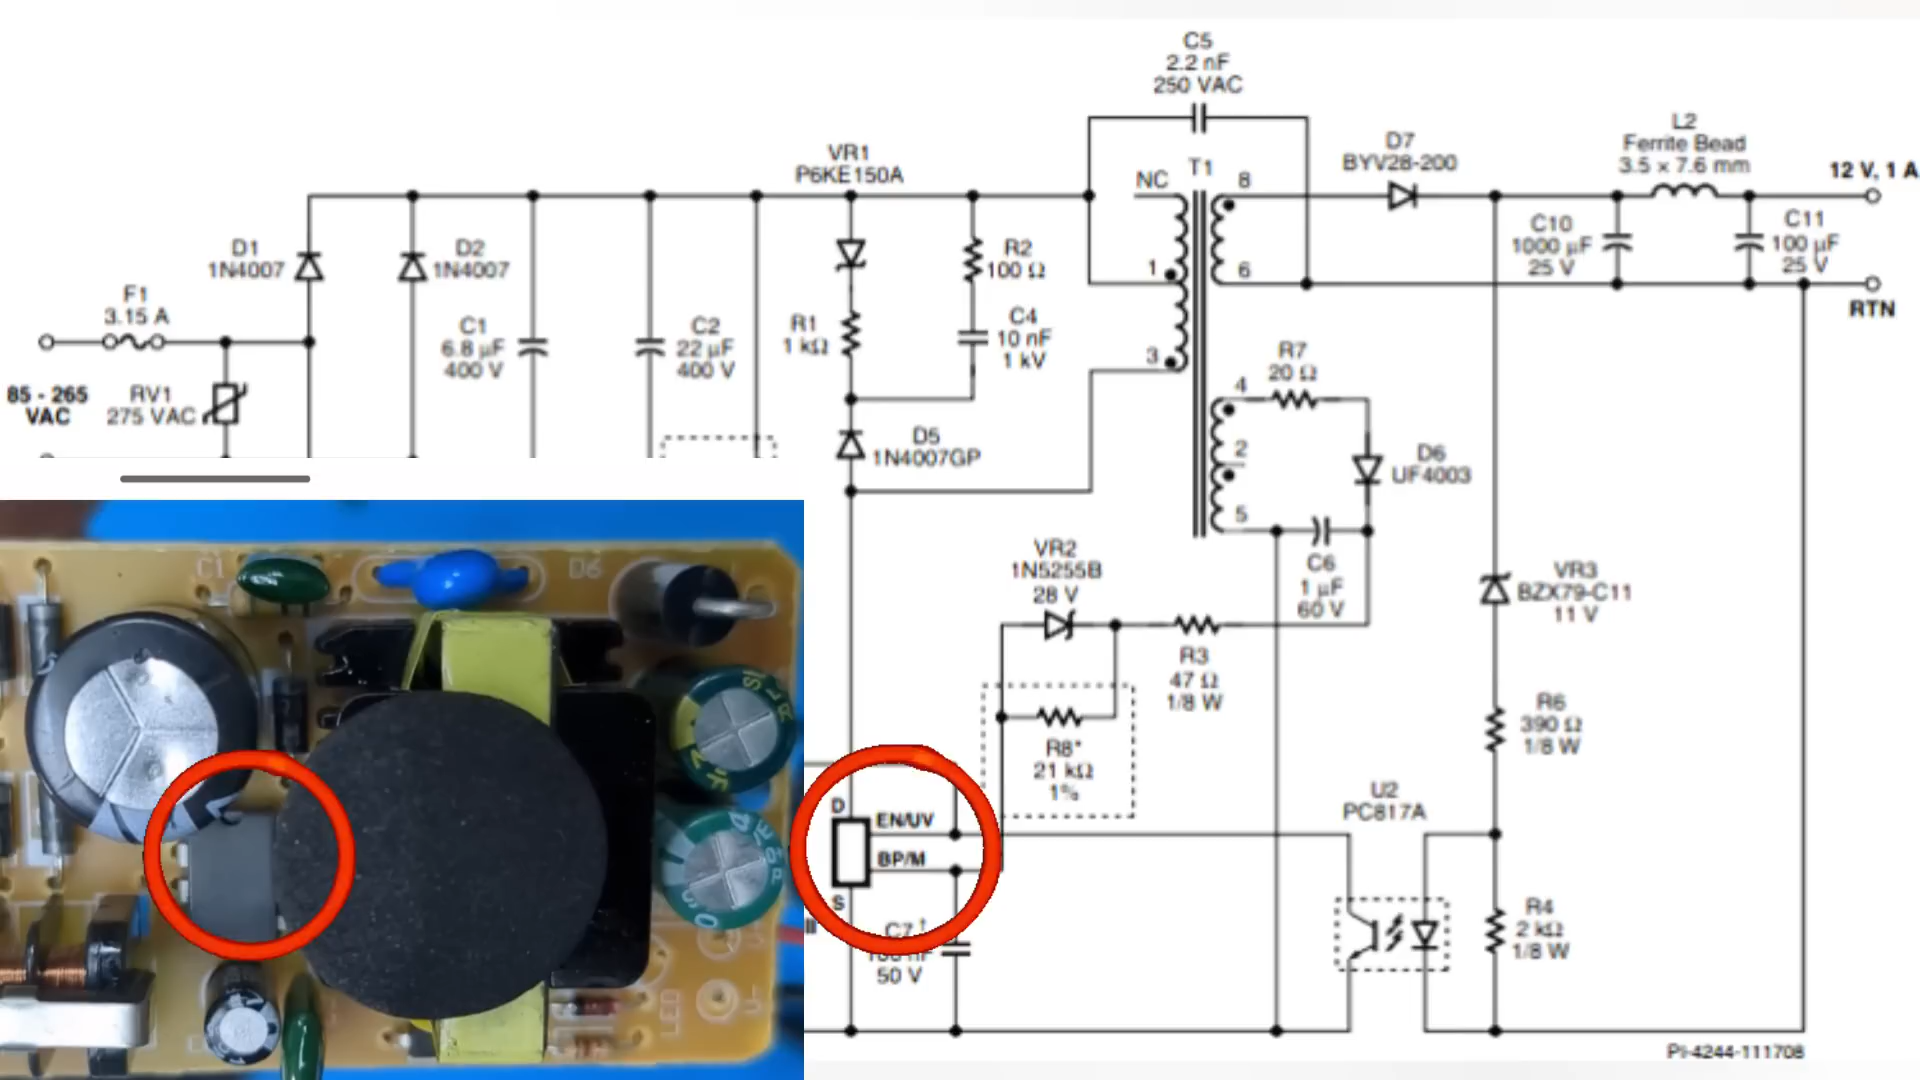 C5
2.2 nF
250 VAC
VR1
P6KE150A
NC
T1
8
D7
BYV28-200
L2
Ferrite Bead
3.5 x 7.6 mm
12 V, 1 A
D1
1N4007
D2
1N4007
R2
100 Ω
1
6
C10
1000 µF
25 V
C11
100 µF
25 V
RTN
F1
3.15 A
C1
6.8 µF
400 V
C2
22 µF
400 V
R1
1 kΩ
C4
10 nF
1 kV
3
R7
20 Ω
4
85 - 265
VAC
RV1
275 VAC
D5
1N4007GP
2
D6
UF4003
5
C6
1 µF
60 V
VR2
1N5255B
28 V
VR3
BZX79-C11
11 V
R3
47 Ω
1/8 W
R8*
21 kΩ
1%
R6
390 Ω
1/8 W
D
EN/UV
BP/M
S
U2
PC817A
C7†
100 nF
50 V
R4
2 kΩ
1/8 W
PI-4244-111708
C1
D6
LED